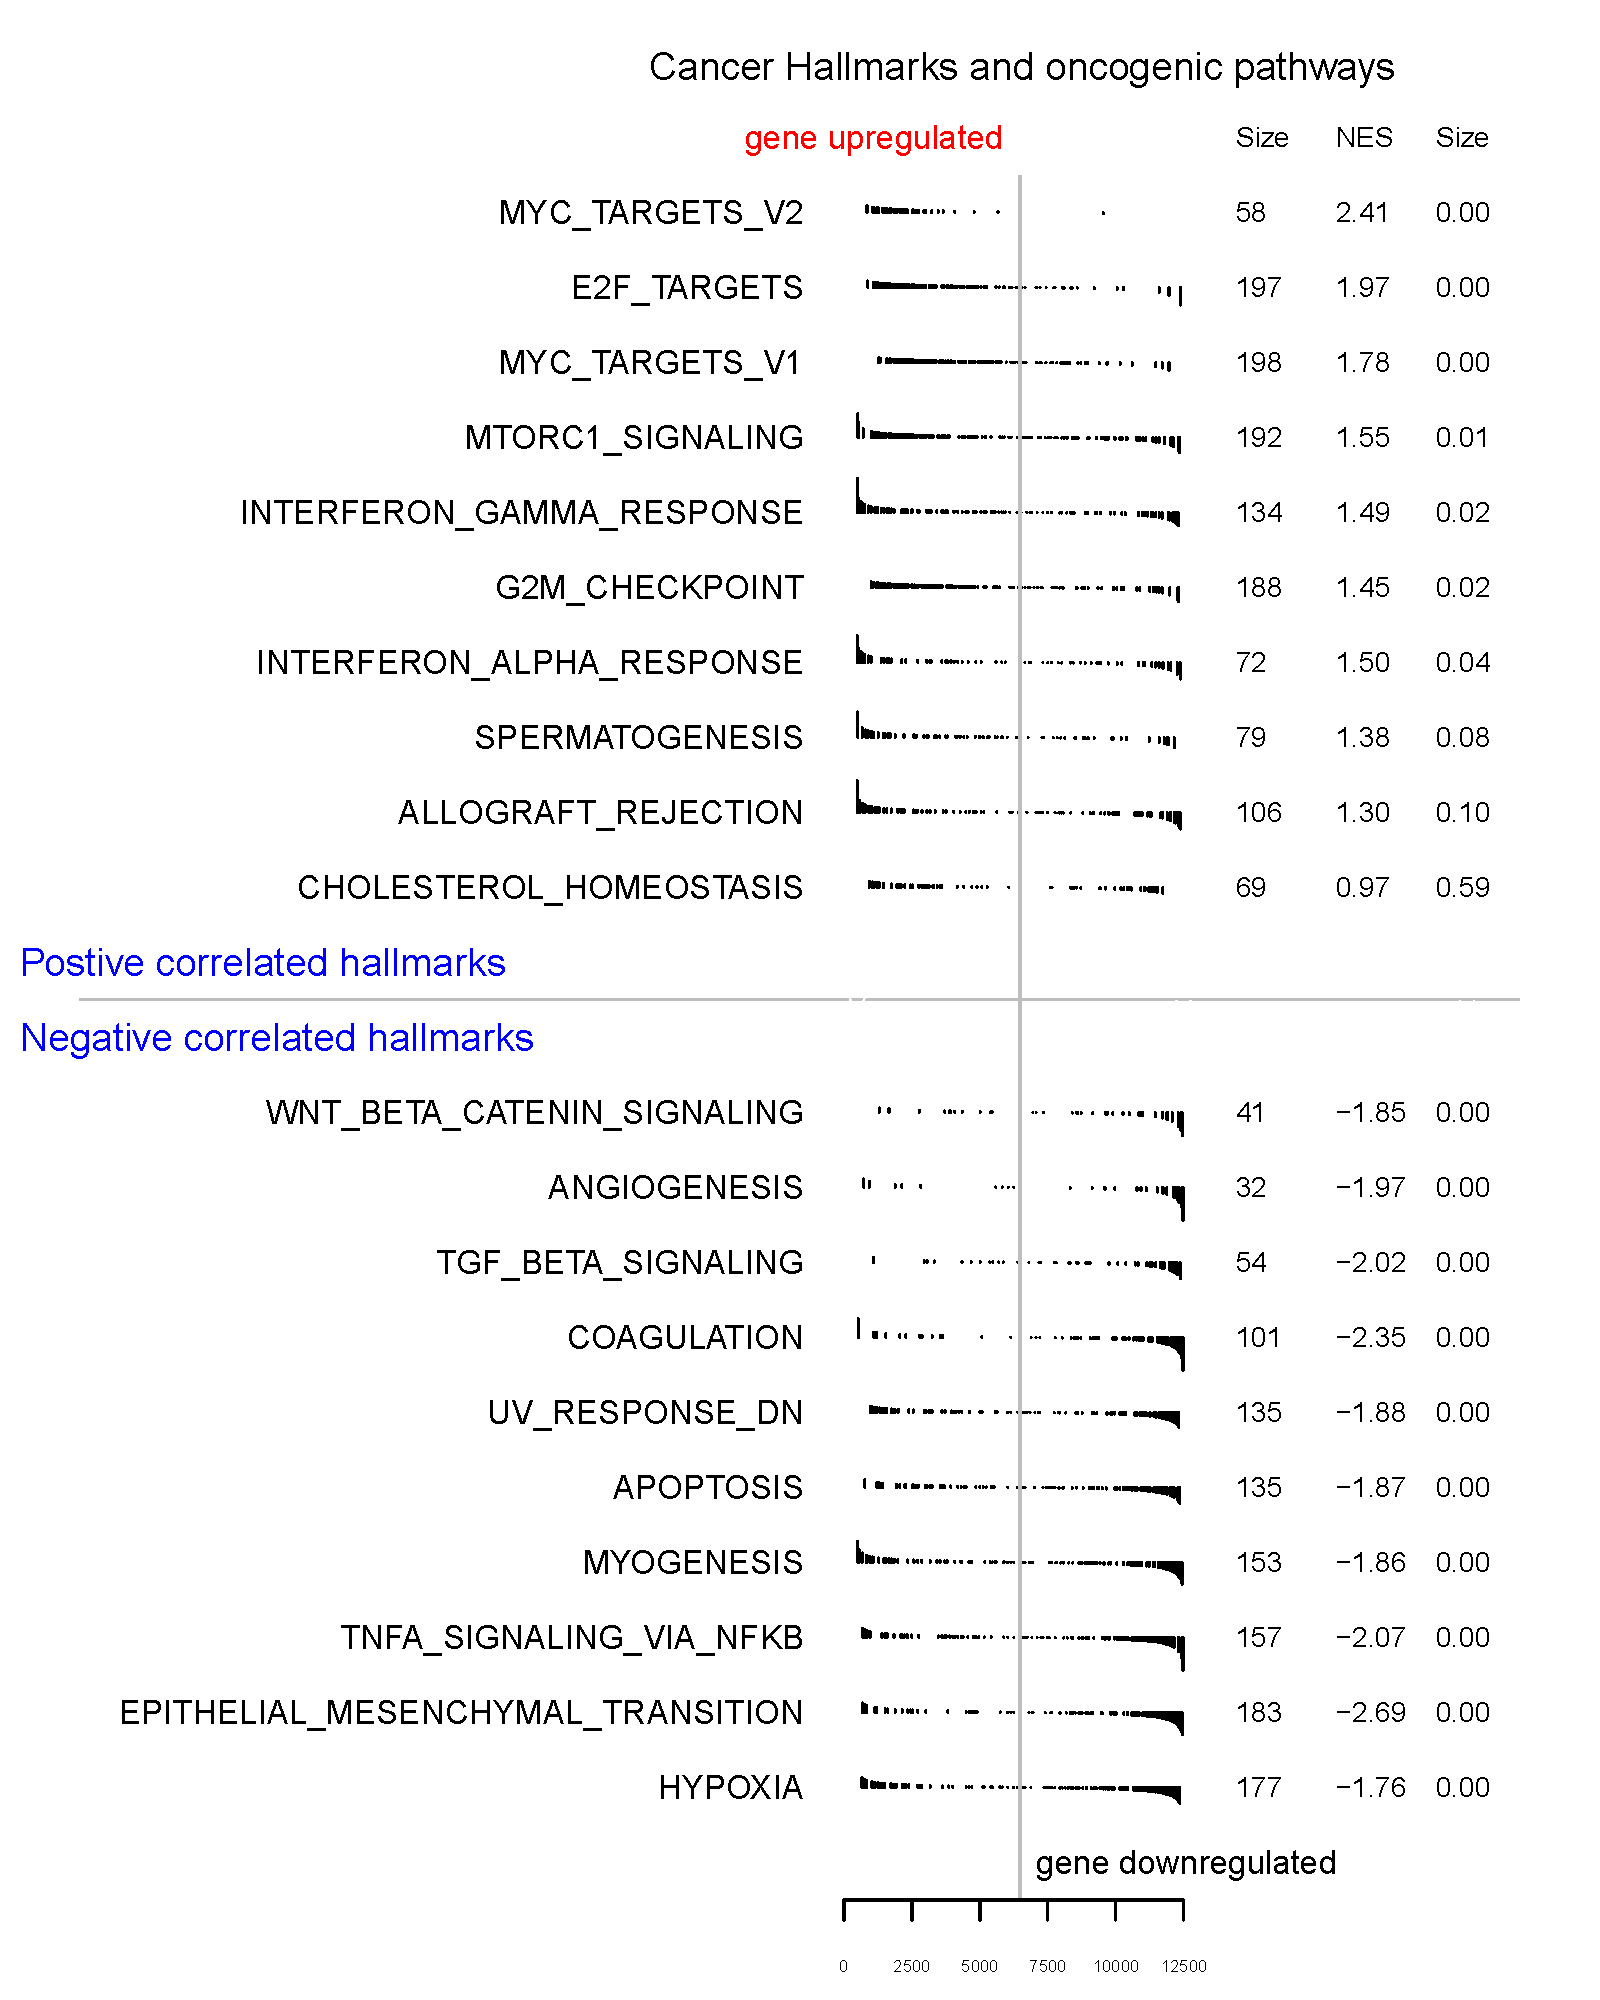 Cancer Hallmarks and oncogenic pathways
gene upregulated Size NES Size
MYC_TARGETS_V2 58 2.41 0.00
E2F_TARGETS 197 1.97 0.00
MYC_TARGETS_V1 198 1.78 0.00
MTORC1_SIGNALING 192 1.55 0.01
INTERFERON_GAMMA_RESPONSE 134 1.49 0.02
G2M_CHECKPOINT 188 1.45 0.02
INTERFERON_ALPHA_RESPONSE 72 1.50 0.04
SPERMATOGENESIS 79 1.38 0.08
ALLOGRAFT_REJECTION 106 1.30 0.10
CHOLESTEROL_HOMEOSTASIS 69 0.97 0.59
Postive correlated hallmarks
Negative correlated hallmarks
WNT_BETA_CATENIN_SIGNALING 41 −1.85 0.00
ANGIOGENESIS 32 −1.97 0.00
TGF_BETA_SIGNALING 54 −2.02 0.00
COAGULATION 101 −2.35 0.00
UV_RESPONSE_DN 135 −1.88 0.00
APOPTOSIS 135 −1.87 0.00
MYOGENESIS 153 −1.86 0.00
TNFA_SIGNALING_VIA_NFKB 157 −2.07 0.00
EPITHELIAL_MESENCHYMAL_TRANSITION 183 −2.69 0.00
HYPOXIA 177 −1.76 0.00
gene downregulated
0 2500 5000 7500 10000 12500